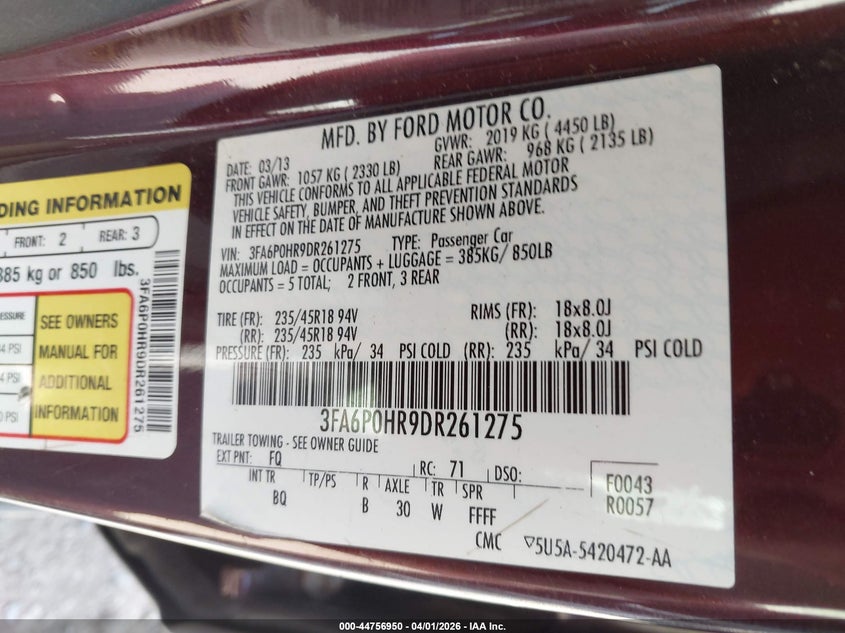 MFD. BY FORD MOTOR CO.
DATE: 03/13 GVWR: 2019 KG ( 4450 LB)
FRONT GAWR: 1057 KG ( 2330 LB) REAR GAWR: 968 KG ( 2135 LB)
THIS VEHICLE CONFORMS TO ALL APPLICABLE FEDERAL MOTOR
VEHICLE SAFETY, BUMPER, AND THEFT PREVENTION STANDARDS
IN EFFECT ON THE DATE OF MANUFACTURE SHOWN ABOVE.
VIN: 3FA6P0HR9DR261275 TYPE: Passenger Car
MAXIMUM LOAD = OCCUPANTS + LUGGAGE = 385KG/ 850LB
OCCUPANTS = 5 TOTAL; 2 FRONT, 3 REAR
TIRE (FR): 235/45R18 94V RIMS (FR): 18x8.0J
(RR): 235/45R18 94V (RR): 18x8.0J
PRESSURE (FR): 235 kPa/ 34 PSI COLD (RR): 235 kPa/ 34 PSI COLD
3FA6P0HR9DR261275
TRAILER TOWING - SEE OWNER GUIDE
EXT PNT: FQ RC: 71 DSO:
INT TR TP/PS R AXLE TR SPR
BQ B 30 W FFFF
F0043
R0057
CMC ▽5U5A-5420472-AA
DING INFORMATION
FRONT: 2 REAR: 3
385 kg or 850 lbs.
3FA6P0HR9DR261275
ESSURE
4 PSI
4 PSI
0 PSI
SEE OWNERS
MANUAL FOR
ADDITIONAL
INFORMATION
000-44756950 - 04/01/2026 - IAA Inc.